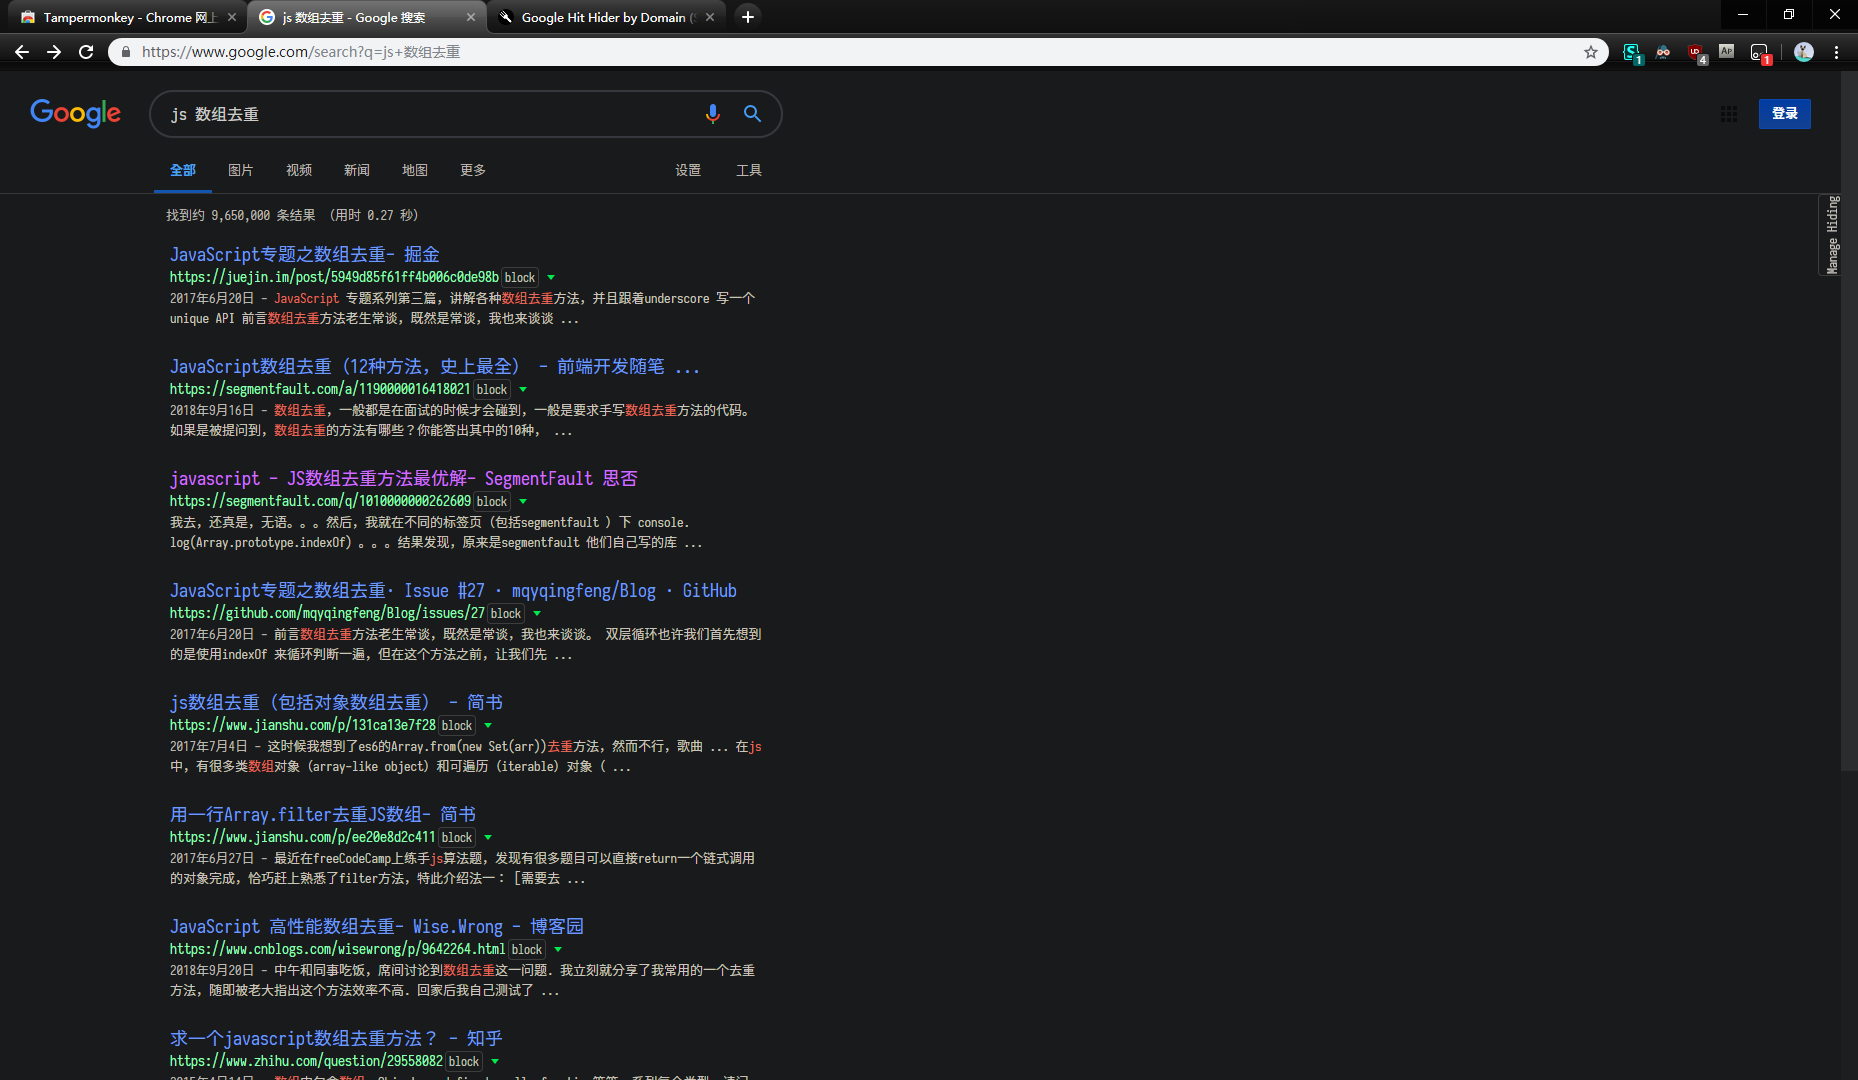 Tampermonkey - Chrome 网上
js 数组去重 - Google 搜索
Google Hit Hider by Domain (S
https://www.google.com/search?q=js+数组去重
1
4
AP
1
Google
js 数组去重
登录
全部
图片
视频
新闻
地图
更多
设置
工具
找到约 9,650,000 条结果 （用时 0.27 秒）
Manage Hiding
JavaScript专题之数组去重- 掘金
https://juejin.im/post/5949d85f61ff4b006c0de98b block
2017年6月20日 - JavaScript 专题系列第三篇，讲解各种数组去重方法，并且跟着underscore 写一个
unique API 前言数组去重方法老生常谈，既然是常谈，我也来谈谈 ...
JavaScript数组去重（12种方法，史上最全） - 前端开发随笔 ...
https://segmentfault.com/a/1190000016418021 block
2018年9月16日 - 数组去重，一般都是在面试的时候才会碰到，一般是要求手写数组去重方法的代码。
如果是被提问到，数组去重的方法有哪些？你能答出其中的10种， ...
javascript - JS数组去重方法最优解- SegmentFault 思否
https://segmentfault.com/q/1010000000262609 block
我去，还真是，无语。。。然后，我就在不同的标签页（包括segmentfault ）下 console.
log(Array.prototype.indexOf) 。。。结果发现，原来是segmentfault 他们自己写的库 ...
JavaScript专题之数组去重· Issue #27 · mqyqingfeng/Blog · GitHub
https://github.com/mqyqingfeng/Blog/issues/27 block
2017年6月20日 - 前言数组去重方法老生常谈，既然是常谈，我也来谈谈。 双层循环也许我们首先想到
的是使用indexOf 来循环判断一遍，但在这个方法之前，让我们先 ...
js数组去重（包括对象数组去重） - 简书
https://www.jianshu.com/p/131ca13e7f28 block
2017年7月4日 - 这时候我想到了es6的Array.from(new Set(arr))去重方法，然而不行，歌曲 ... 在js
中，有很多类数组对象（array-like object）和可遍历（iterable）对象（ ...
用一行Array.filter去重JS数组- 简书
https://www.jianshu.com/p/ee20e8d2c411 block
2017年6月27日 - 最近在freeCodeCamp上练手js算法题，发现有很多题目可以直接return一个链式调用
的对象完成，恰巧赶上熟悉了filter方法，特此介绍法一： [需要去 ...
JavaScript 高性能数组去重- Wise.Wrong - 博客园
https://www.cnblogs.com/wisewrong/p/9642264.html block
2018年9月20日 - 中午和同事吃饭，席间讨论到数组去重这一问题. 我立刻就分享了我常用的一个去重
方法，随即被老大指出这个方法效率不高. 回家后我自己测试了 ...
求一个javascript数组去重方法？ - 知乎
https://www.zhihu.com/question/29558082 block